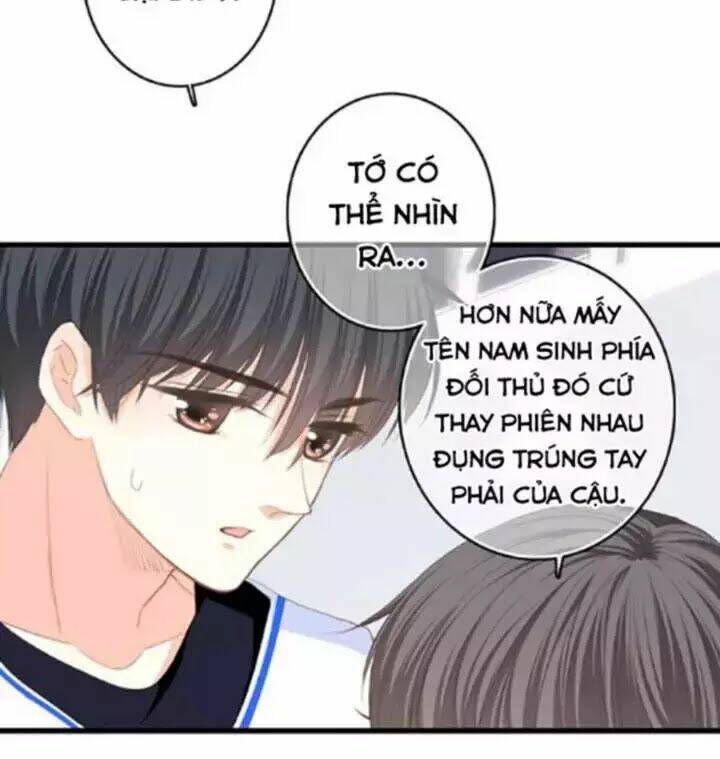 TỚ CÓ
THỂ NHÌN
RA...
HƠN NỮA MẤY
TÊN NAM SINH PHÍA
ĐỐI THỦ ĐÓ CỨ
THAY PHIÊN NHAU
ĐỤNG TRÚNG TAY
PHẢI CỦA CẬU.